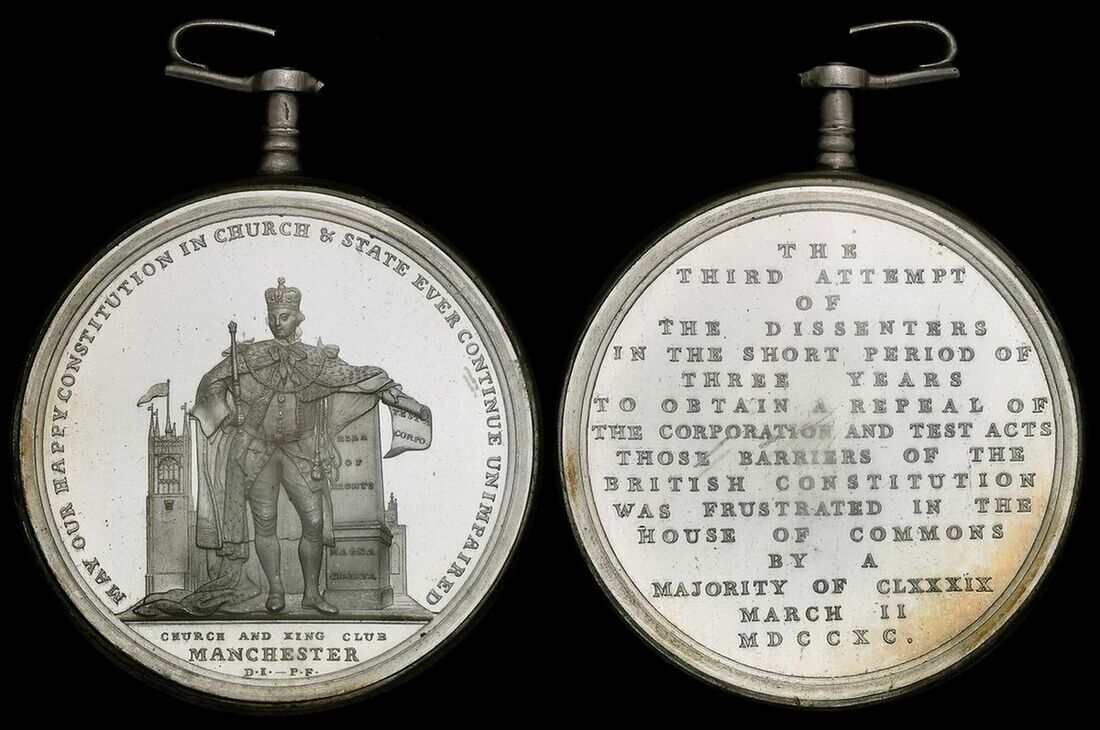 MAY OUR HAPPY CONSTITUTION IN CHURCH & STATE EVER CONTINUE UNIMPAIRED
CORPO.
BILL
OF
RIGHTS
MAGNA
CHARTA
CHURCH AND KING CLUB
MANCHESTER
D·I·—P·F·
THE
THIRD ATTEMPT
OF
THE DISSENTERS
IN THE SHORT PERIOD OF
THREE YEARS
TO OBTAIN A REPEAL OF
THE CORPORATION AND TEST ACTS
THOSE BARRIERS OF THE
BRITISH CONSTITUTION
WAS FRUSTRATED IN THE
HOUSE OF COMMONS
BY A
MAJORITY OF CLXXXIX
MARCH II
MDCCXC.